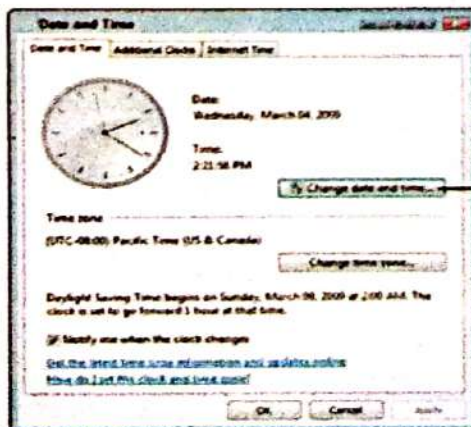 Date and Time
Date and Time Additional Clocks Internet Time
Date:
Wednesday, March 04, 2009
Time:
2:21:56 PM
Change date and time...
Time zone
(UTC-08:00) Pacific Time (US & Canada)
Change time zone...
Daylight Saving Time begins on Sunday, March 08, 2009 at 2:00 AM. The
clock is set to go forward 1 hour at that time.
Notify me when the clock changes
Get the latest time zone information and updates online
How do I set the clock and time zone?
OK Cancel Apply